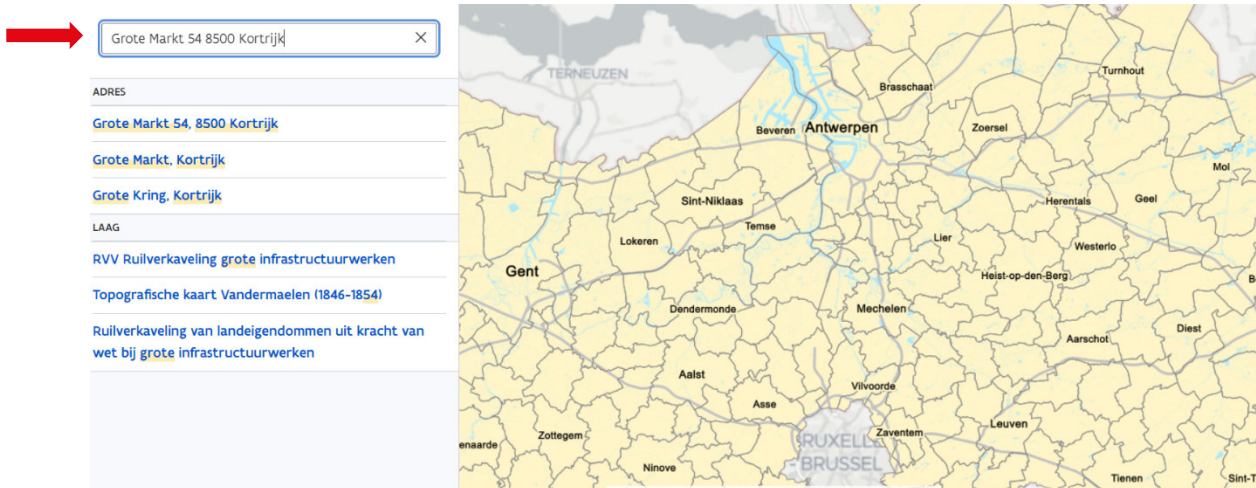 Grote Markt 54 8500 Kortrijk
ADRES
Grote Markt 54, 8500 Kortrijk
Grote Markt, Kortrijk
Grote Kring, Kortrijk
LAAG
RVV Ruilverkaveling grote infrastructuurwerken
Topografische kaart Vandermaelen (1846-1854)
Ruilverkaveling van landeigendommen uit kracht van
wet bij grote infrastructuurwerken
TERNEUZEN
Turnhout
Brasschaat
Beveren
Antwerpen
Zoersel
Mol
Sint-Niklaas
Herentals
Geel
Temse
Lokeren
Lier
Westerlo
Gent
Heist-op-den-Berg
B
Dendermonde
Mechelen
Diest
Aarschot
Aalst
Vilvoorde
Asse
Leuven
Zottegem
Zaventem
enaarde
RUXELLE
- BRUSSEL
Ninove
Tienen
Sint-T